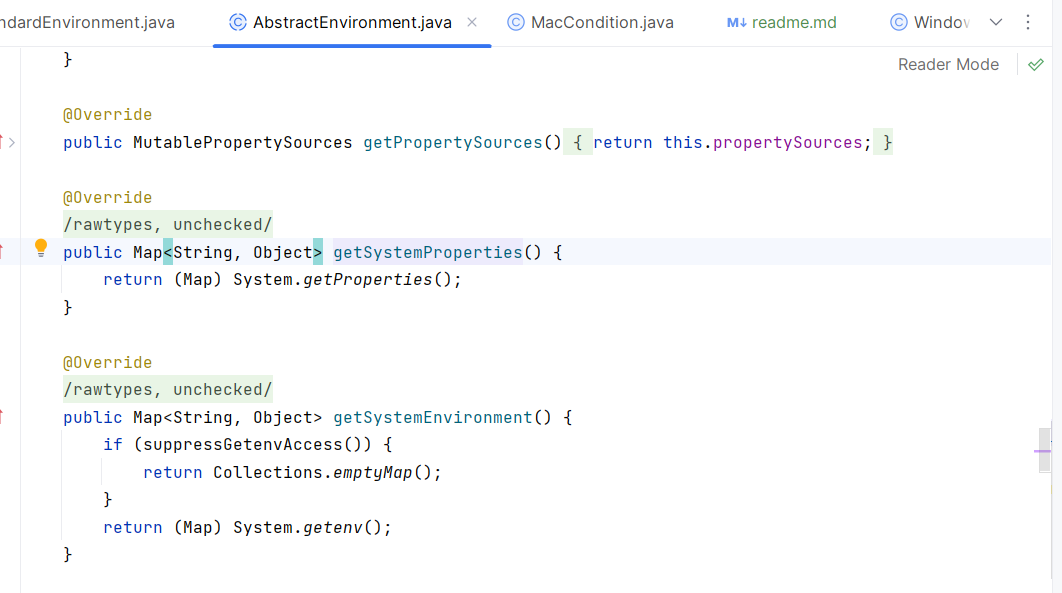 ndardEnvironment.java AbstractEnvironment.java MacCondition.java M↓ readme.md Window
Reader Mode
}
@Override
public MutablePropertySources getPropertySources() { return this.propertySources; }
@Override
/rawtypes, unchecked/
public Map<String, Object> getSystemProperties() {
return (Map) System.getProperties();
}
@Override
/rawtypes, unchecked/
public Map<String, Object> getSystemEnvironment() {
if (suppressGetenvAccess()) {
return Collections.emptyMap();
}
return (Map) System.getenv();
}